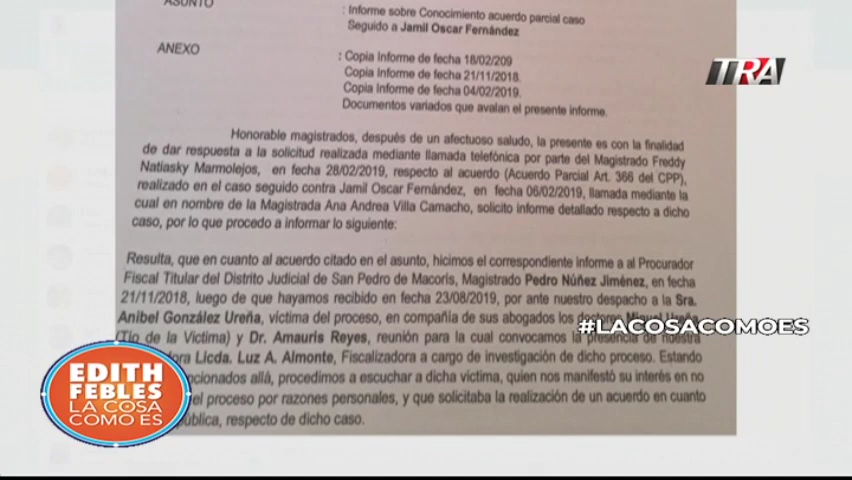 ASUNTO : Informe sobre Conocimiento acuerdo parcial caso
Seguido a Jamil Oscar Fernández
ANEXO : Copia Informe de fecha 18/02/209
Copia Informe de fecha 21/11/2018.
Copia Informe de fecha 04/02/2019.
Documentos variados que avalan el presente informe.
TRA
Honorable magistrados, después de un afectuoso saludo, la presente es con la finalidad
de dar respuesta a la solicitud realizada mediante llamada telefónica por parte del Magistrado Freddy
Natiasky Marmolejos, en fecha 28/02/2019, respecto al acuerdo (Acuerdo Parcial Art. 366 del CPP),
realizado en el caso seguido contra Jamil Oscar Fernández, en fecha 06/02/2019, llamada mediante la
cual en nombre de la Magistrada Ana Andrea Villa Camacho, solicito informe detallado respecto a dicho
caso, por lo que procedo a informar lo siguiente:
Resulta, que en cuanto al acuerdo citado en el asunto, hicimos el correspondiente informe a al Procurador
Fiscal Titular del Distrito Judicial de San Pedro de Macorís, Magistrado Pedro Núñez Jiménez, en fecha
21/11/2018, luego de que hayamos recibido en fecha 23/08/2019, por ante nuestro despacho a la Sra.
Anibel González Ureña, victima del proceso, en compañía de sus abogados los doctores Miguel Ureña
#LACOSACOMOES
(Tio de la Victima) y Dr. Amauris Reyes, reunión para la cual convocamos la presencia de nuestra
Licda. Luz A. Almonte, Fiscalizadora a cargo de investigación de dicho proceso. Estando
allá, procedimos a escuchar a dicha victima, quien nos manifestó su interés en no
el proceso por razones personales, y que solicitaba la realización de un acuerdo en cuanto
respecto de dicho caso.
EDITH
FEBLES
LA COSA
COMO ES